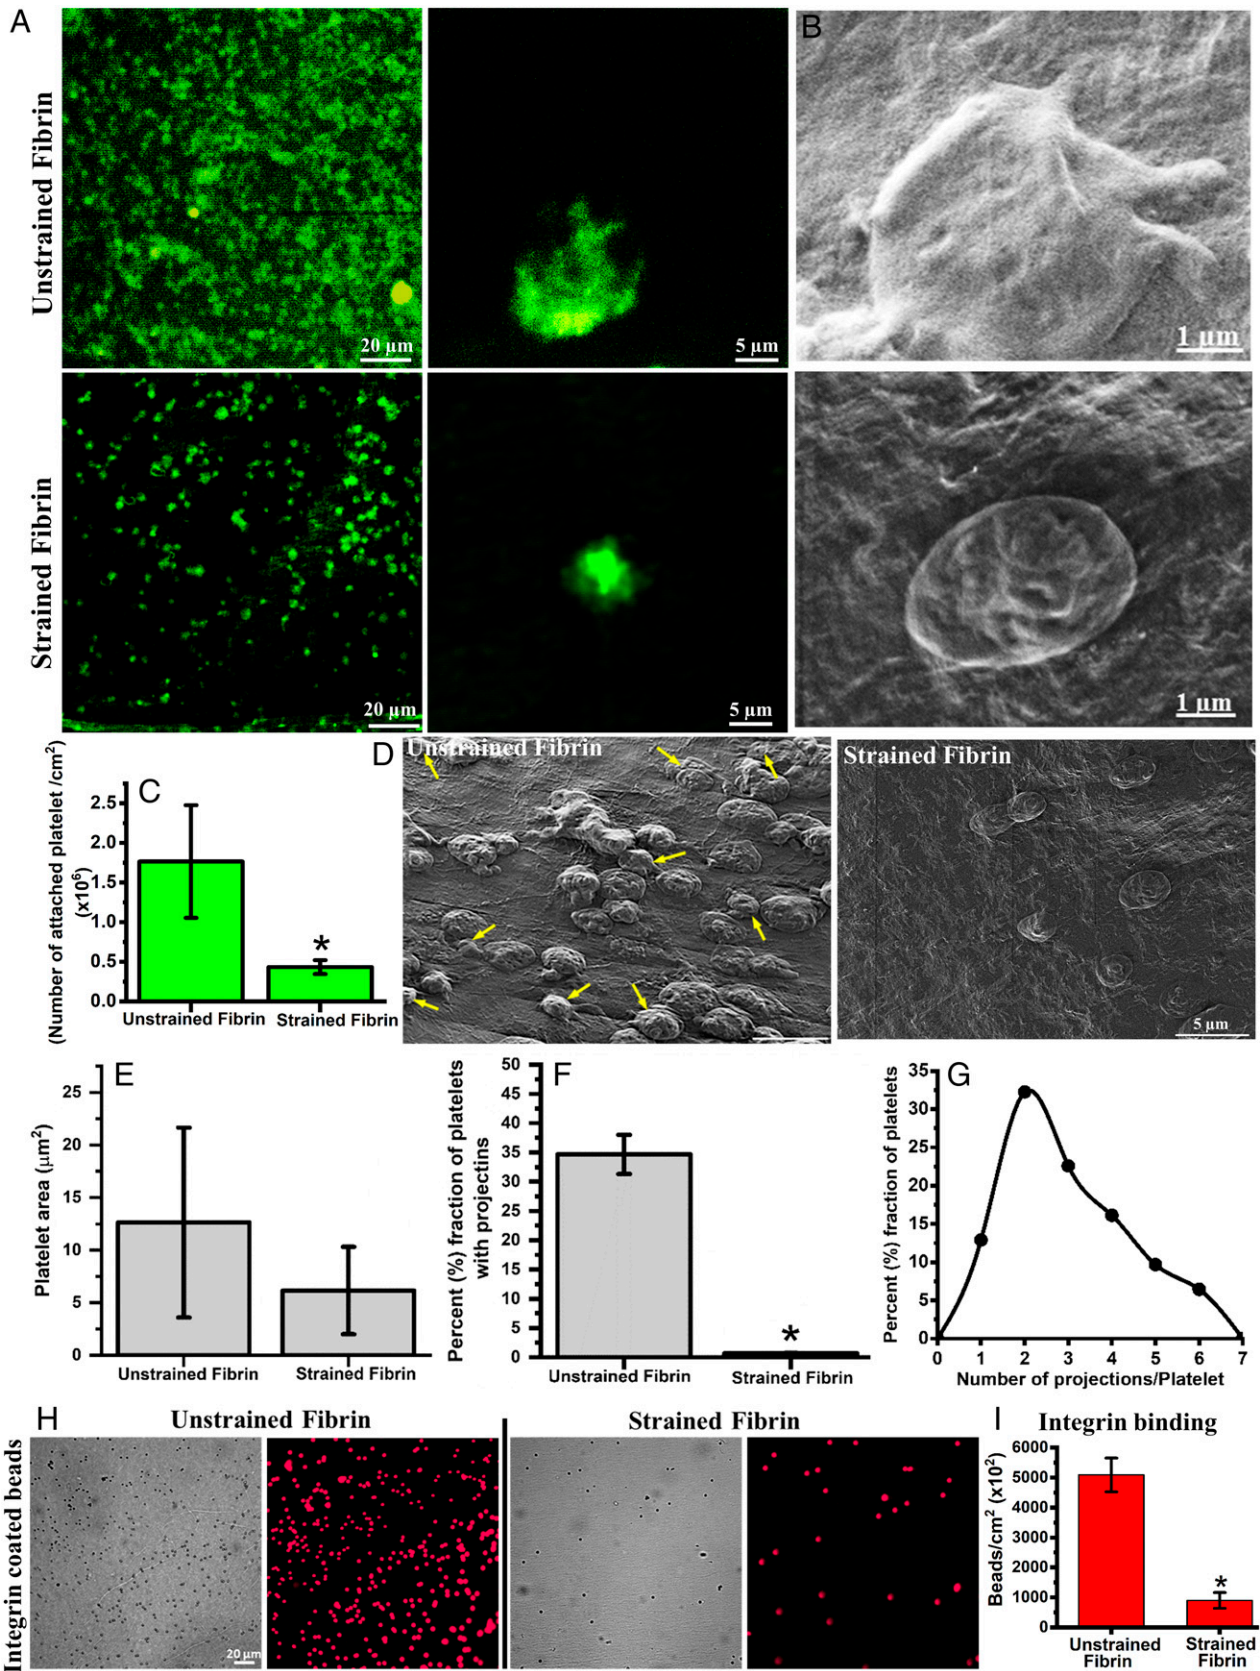 A
B
Unstrained Fibrin
20 µm
5 µm
1 µm
Strained Fibrin
20 µm
5 µm
1 µm
C
(Number of attached platelet /cm²)
(x10⁶)
2.5
2.0
1.5
1.0
0.5
0.0
*
Unstrained Fibrin
Strained Fibrin
D
Unstrained Fibrin
Strained Fibrin
5 µm
E
Platelet area (µm²)
25
20
15
10
5
0
Unstrained Fibrin
Strained Fibrin
F
Percent (%) fraction of platelets
with projectins
50
45
40
35
30
25
20
15
10
5
0
*
Unstrained Fibrin
Strained Fibrin
G
Percent (%) fraction of platelets
35
30
25
20
15
10
5
0
0 1 2 3 4 5 6 7
Number of projections/Platelet
H
Unstrained Fibrin
Strained Fibrin
Integrin coated beads
20 µm
I
Integrin binding
Beads/cm² (x10²)
6000
5000
4000
3000
2000
1000
0
*
Unstrained
Fibrin
Strained
Fibrin